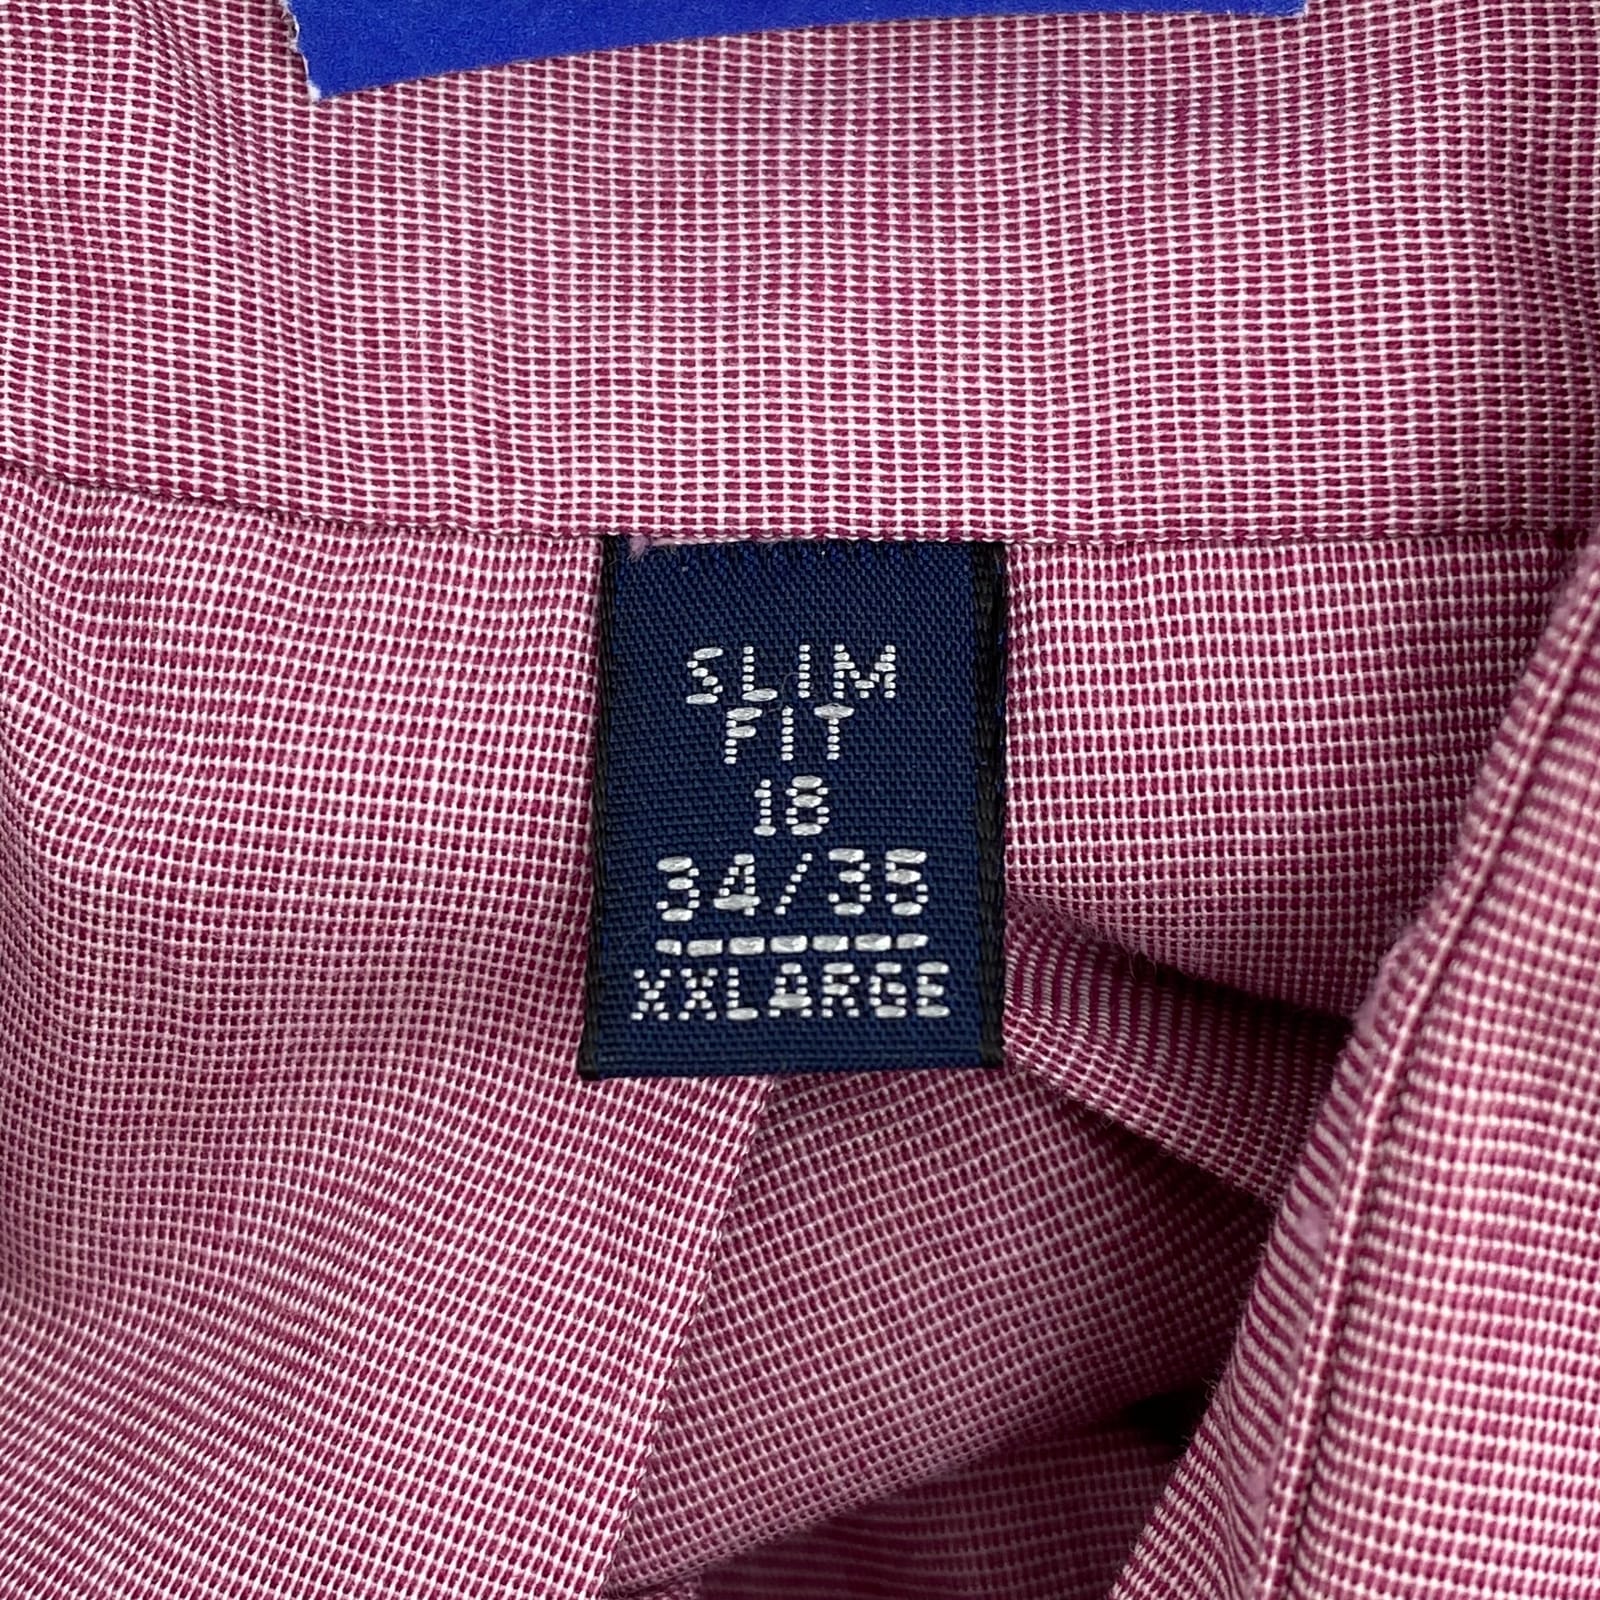 SLIM
FIT
18
34/35
XXLARGE